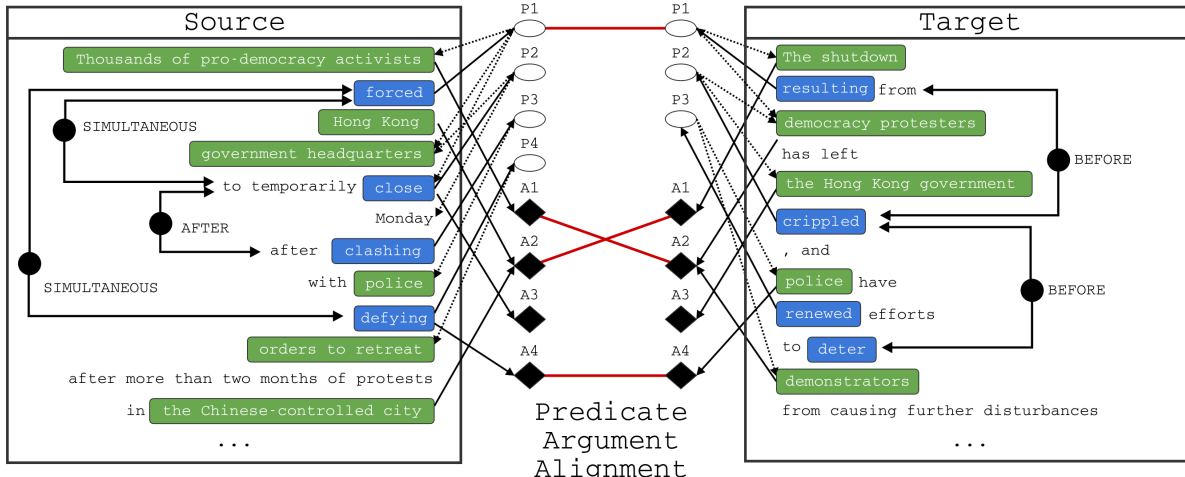 Source
Thousands of pro-democracy activists
forced
SIMULTANEOUS
Hong Kong
government headquarters
to temporarily close
Monday
AFTER
after clashing
with police
SIMULTANEOUS
defying
orders to retreat
after more than two months of protests
in the Chinese-controlled city
...
P1
P2
P3
P4
A1
A2
A3
A4
P1
P2
P3
A1
A2
A3
A4
Predicate
Argument
Alignment
Target
The shutdown
resulting from
democracy protesters
has left
BEFORE
the Hong Kong government
crippled
, and
police have
BEFORE
renewed efforts
to deter
demonstrators
from causing further disturbances
...